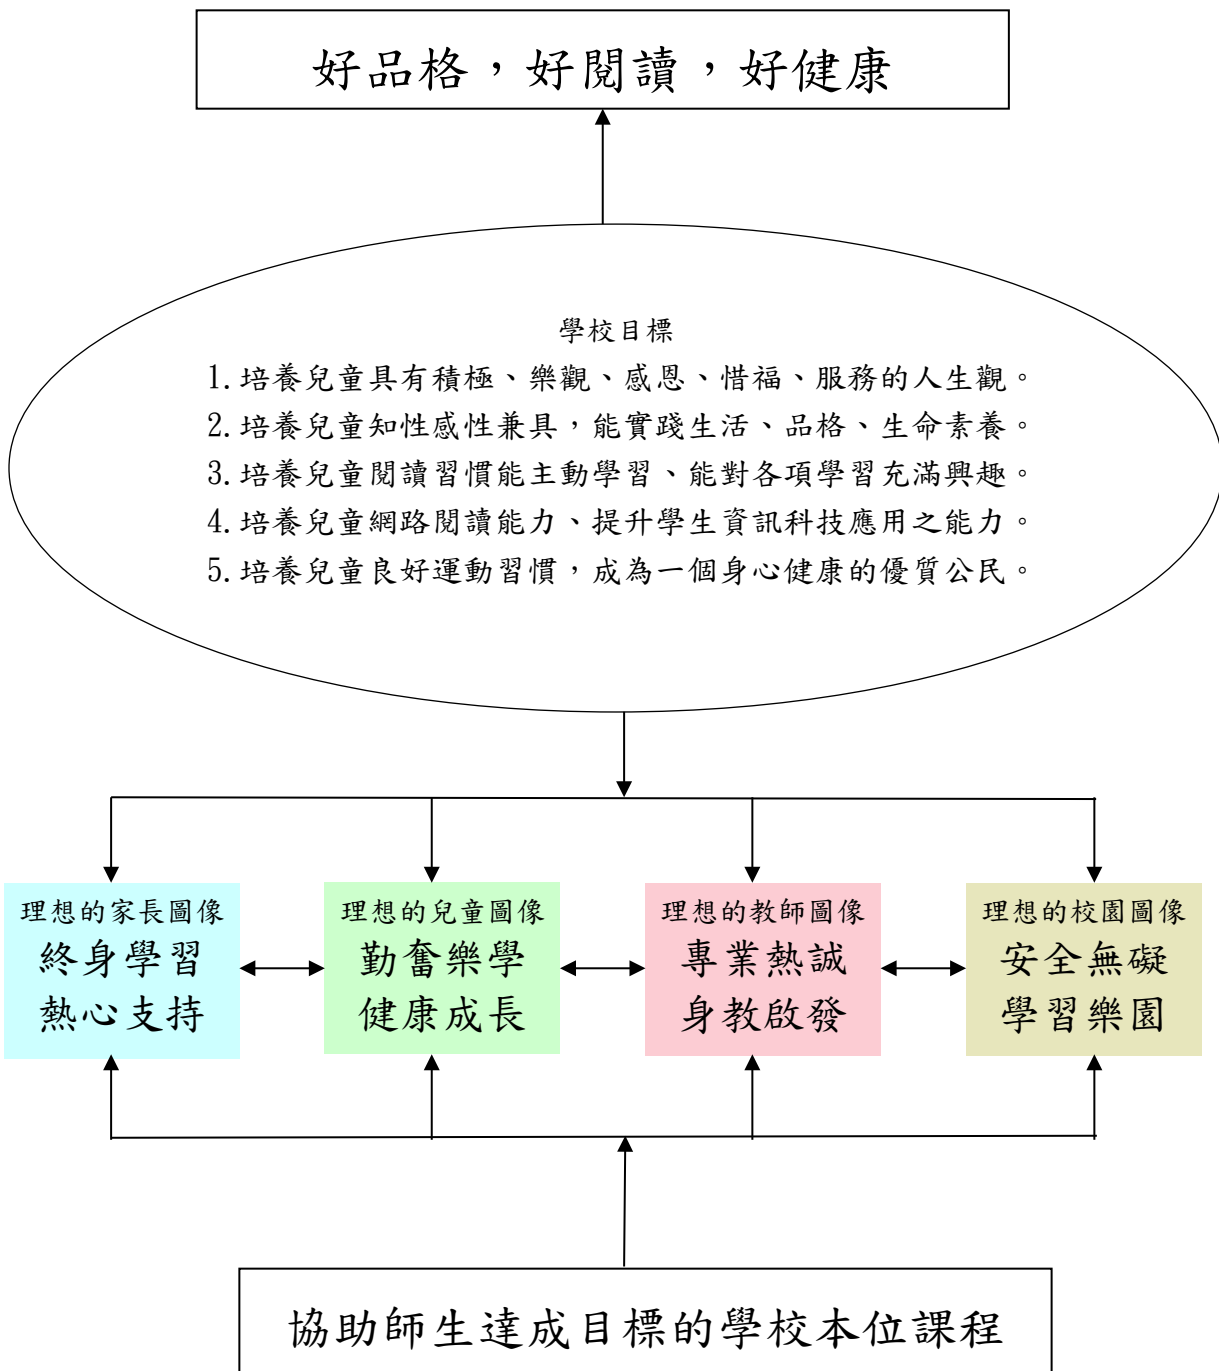 好品格，好閱讀，好健康
學校目標
1.培養兒童具有積極、樂觀、感恩、惜福、服務的人生觀。
2.培養兒童知性感性兼具，能實踐生活、品格、生命素養。
3.培養兒童閱讀習慣能主動學習、能對各項學習充滿興趣。
4.培養兒童網路閱讀能力、提升學生資訊科技應用之能力。
5.培養兒童良好運動習慣，成為一個身心健康的優質公民。
理想的家長圖像
終身學習
熱心支持
理想的兒童圖像
勤奮樂學
健康成長
理想的教師圖像
專業熱誠
身教啟發
理想的校園圖像
安全無礙
學習樂園
協助師生達成目標的學校本位課程